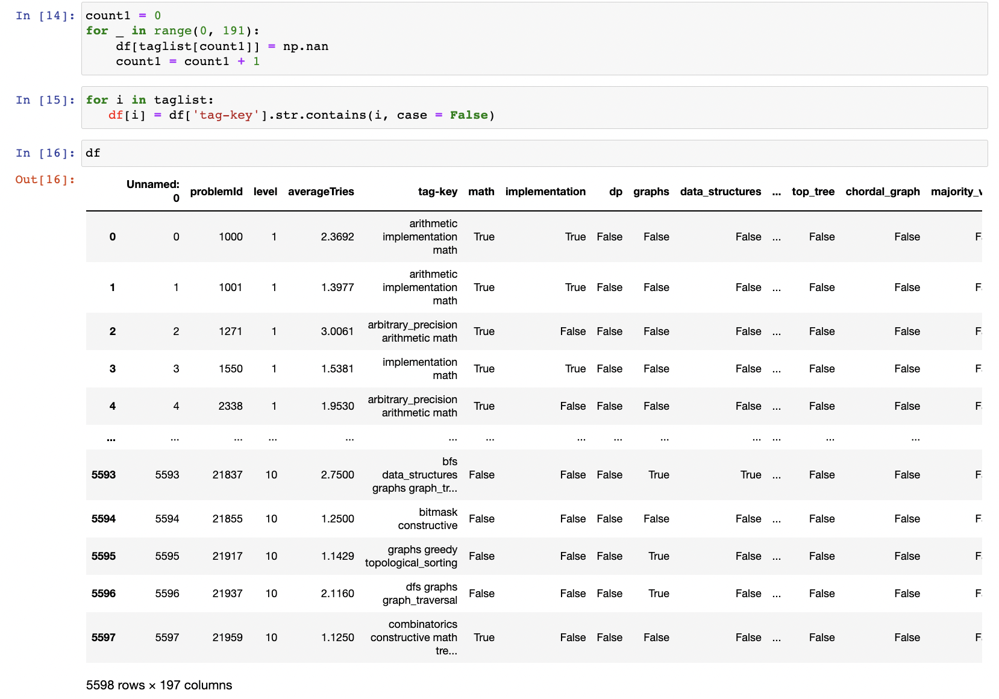 In [14]: count1 = 0
for _ in range(0, 191):
    df[taglist[count1]] = np.nan
    count1 = count1 + 1
In [15]: for i in taglist:
   df[i] = df['tag-key'].str.contains(i, case = False)
In [16]: df
Out[16]:
Unnamed: 0 problemId level averageTries tag-key math implementation dp graphs data_structures ... top_tree chordal_graph majority_v
0 0 1000 1 2.3692 arithmetic implementation math True True False False False ... False False Fa
1 1 1001 1 1.3977 arithmetic implementation math True True False False False ... False False Fa
2 2 1271 1 3.0061 arbitrary_precision arithmetic math True False False False False ... False False Fa
3 3 1550 1 1.5381 implementation math True True False False False ... False False Fa
4 4 2338 1 1.9530 arbitrary_precision arithmetic math True False False False False ... False False Fa
... ... ... ... ... ... ... ... ... ... ... ... ... ...
5593 5593 21837 10 2.7500 bfs data_structures graphs graph_tr... False False False True True ... False False Fa
5594 5594 21855 10 1.2500 bitmask constructive False False False False False ... False False Fa
5595 5595 21917 10 1.1429 graphs greedy topological_sorting False False False True False ... False False Fa
5596 5596 21937 10 2.1160 dfs graphs graph_traversal False False False True False ... False False Fa
5597 5597 21959 10 1.1250 combinatorics constructive math tre... True False False False False ... False False Fa
5598 rows × 197 columns